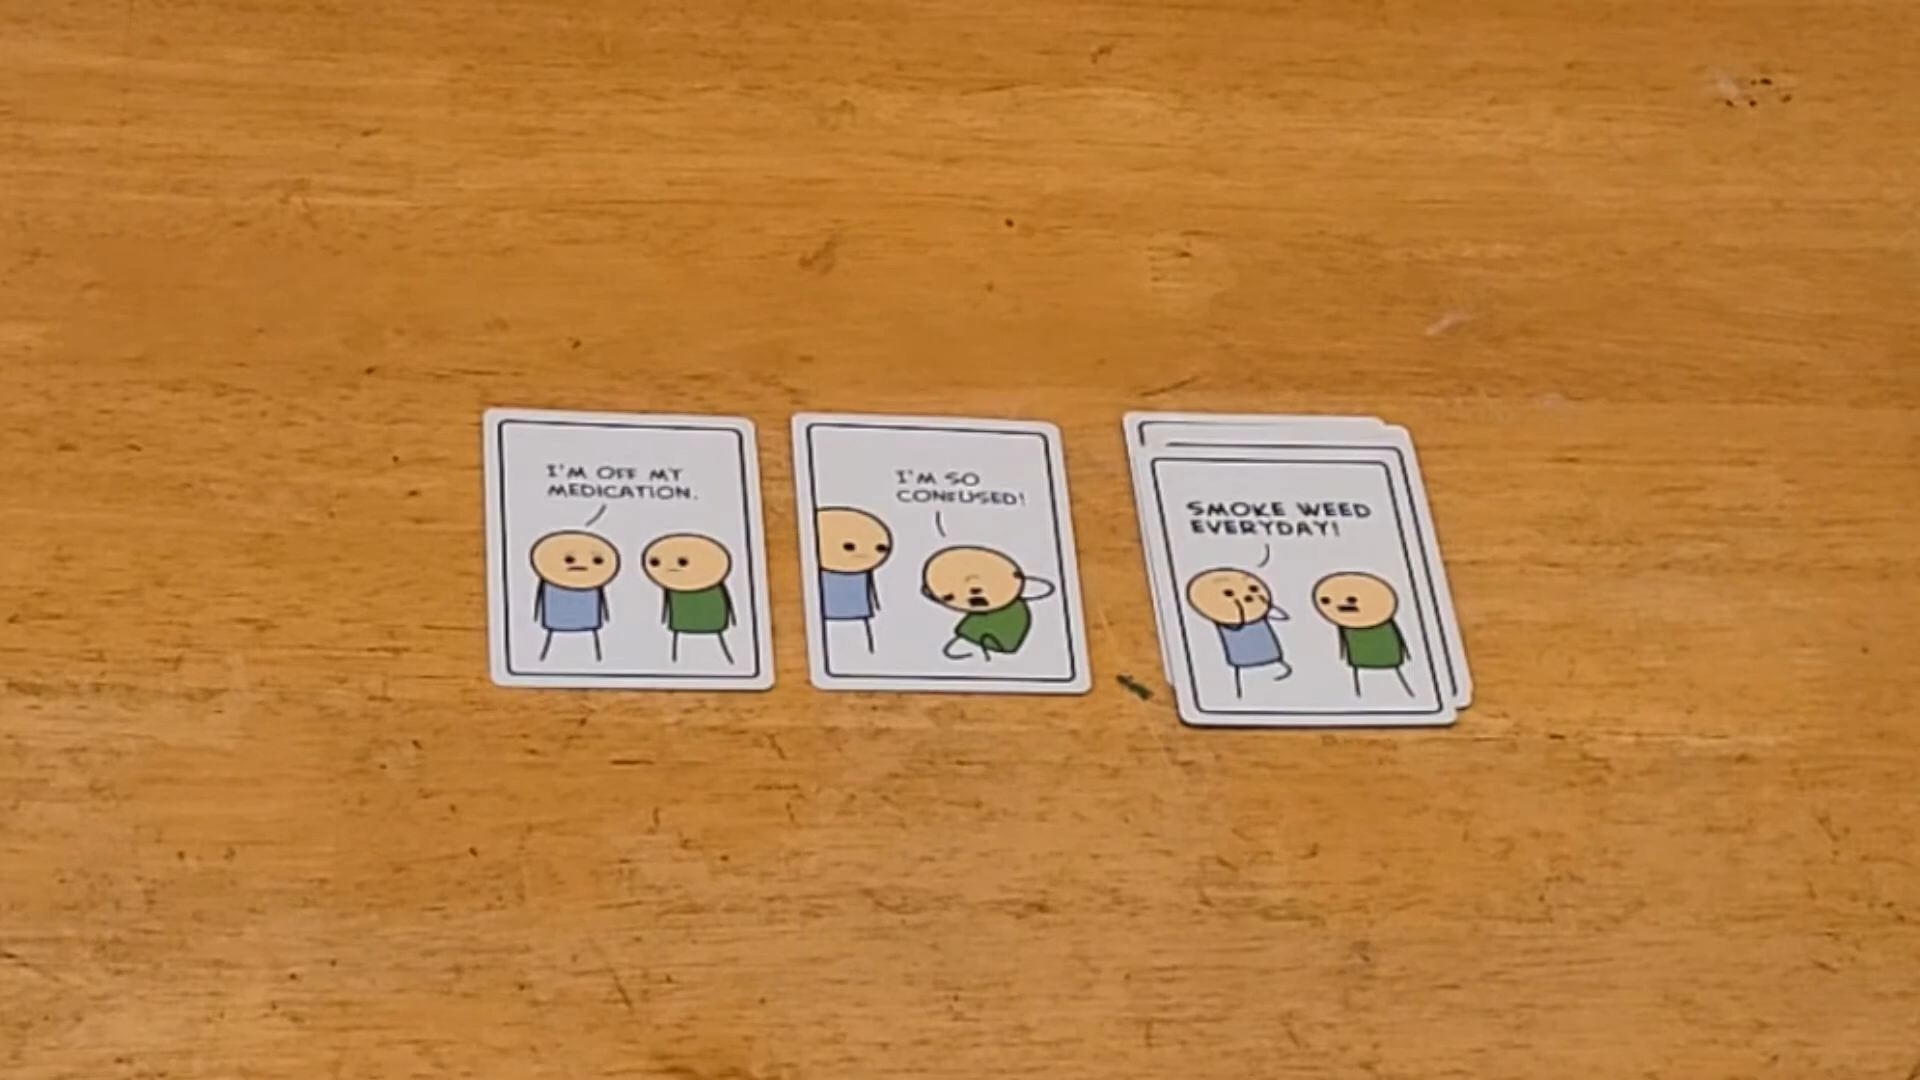 I'M OFF MY
MEDICATION.
I'M SO
CONFUSED!
SMOKE WEED
EVERYDAY!